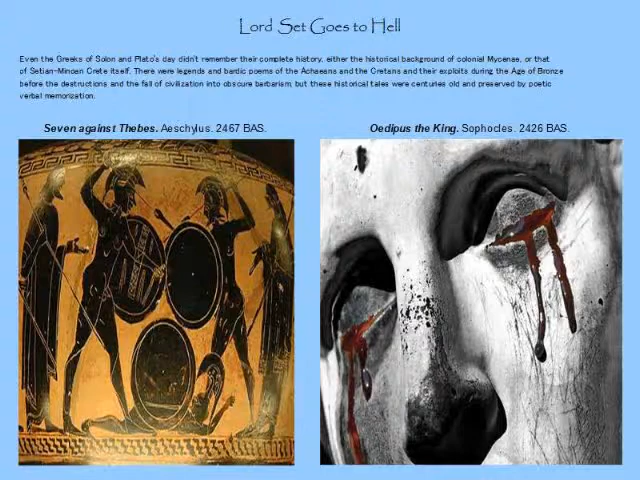 Lord Set Goes to Hell
Even the Greeks of Solon and Plato's day didn't remember their complete history, either the historical background of colonial Mycenae, or that
of Setian-Minoan Crete itself. There were legends and bardic poems of the Achaeans and the Cretans and their exploits during the Age of Bronze
before the destructions and the fall of civilization into obscure barbarism; but these historical tales were centuries old and preserved by poetic
verbal memorization.
Seven against Thebes. Aeschylus. 2467 BAS.
Oedipus the King. Sophocles. 2426 BAS.